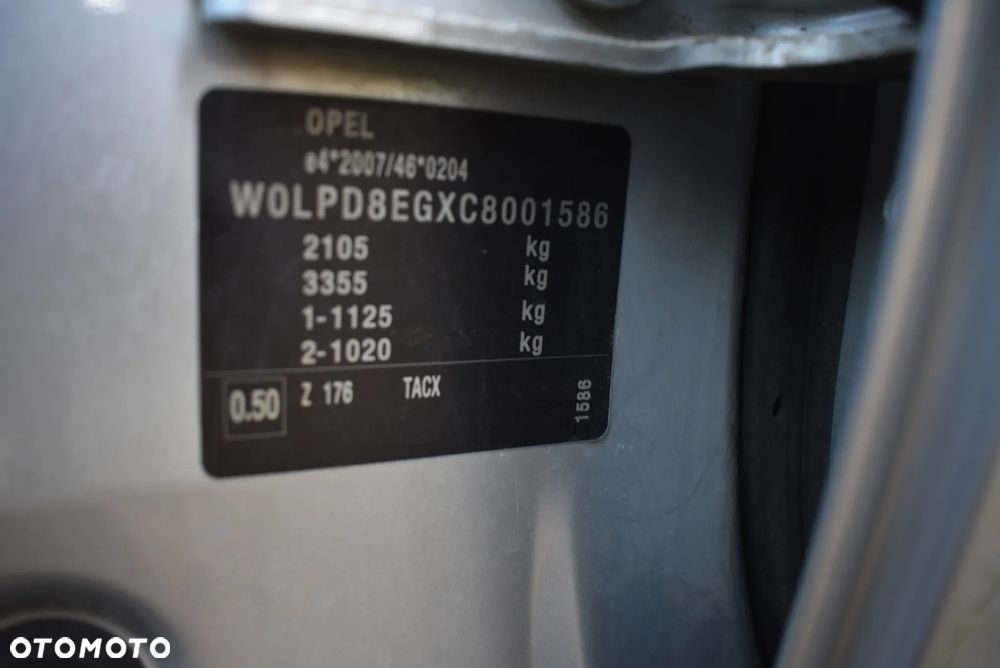 OPEL
e4*2007/46*0204
W0LPD8EGXC8001586
2105 kg
3355 kg
1-1125 kg
2-1020 kg
0.50 Z 176 TACX 1586
OTOMOTO